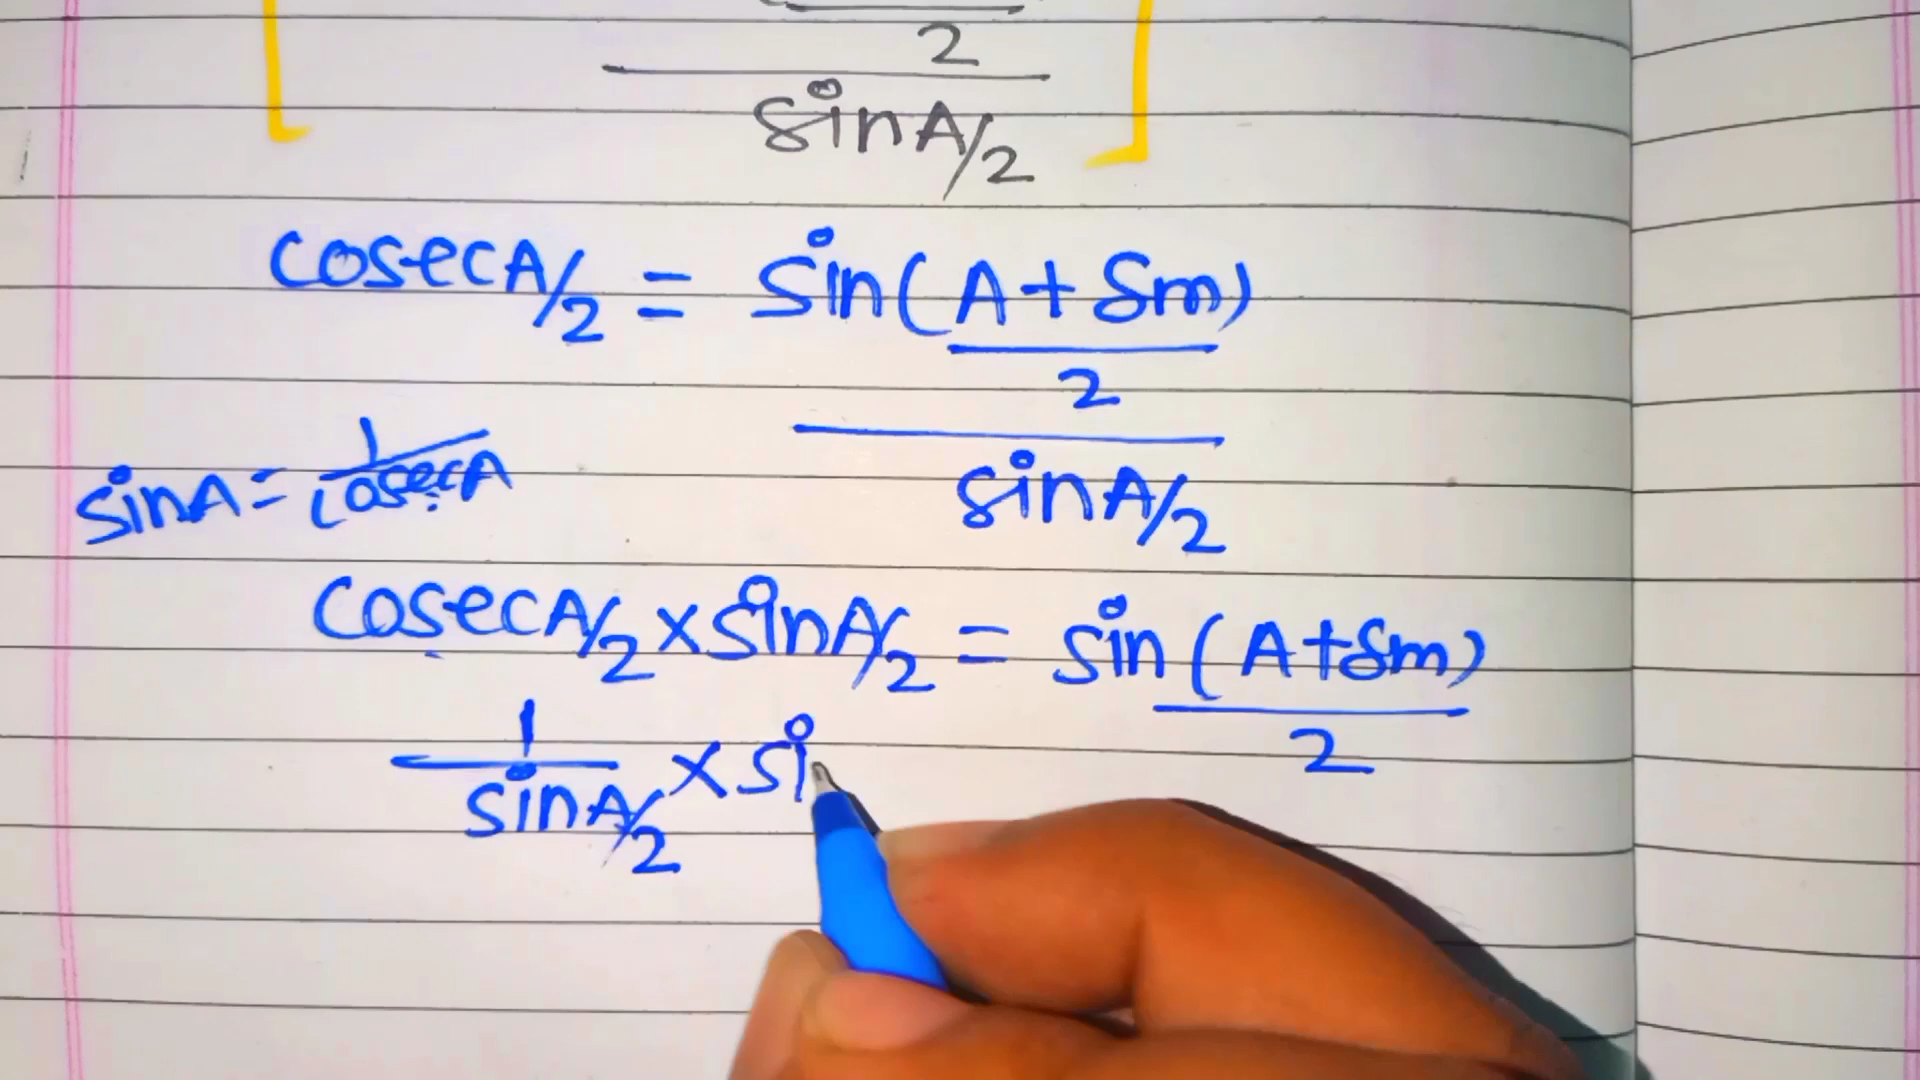 2
sinA/2
cosecA/2 = sin(A+δm)
2
sinA/2
sinA = 1/cosecA
cosecA/2 × sinA/2 = sin(A+δm)
2
1
sinA/2 × si